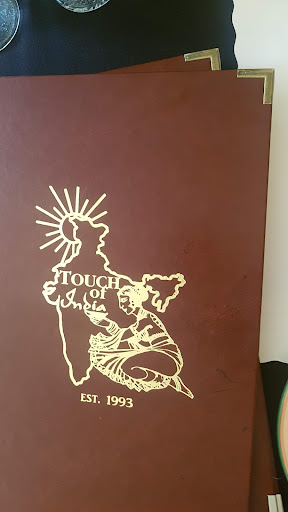 TOUCH
OF
India
EST. 1993